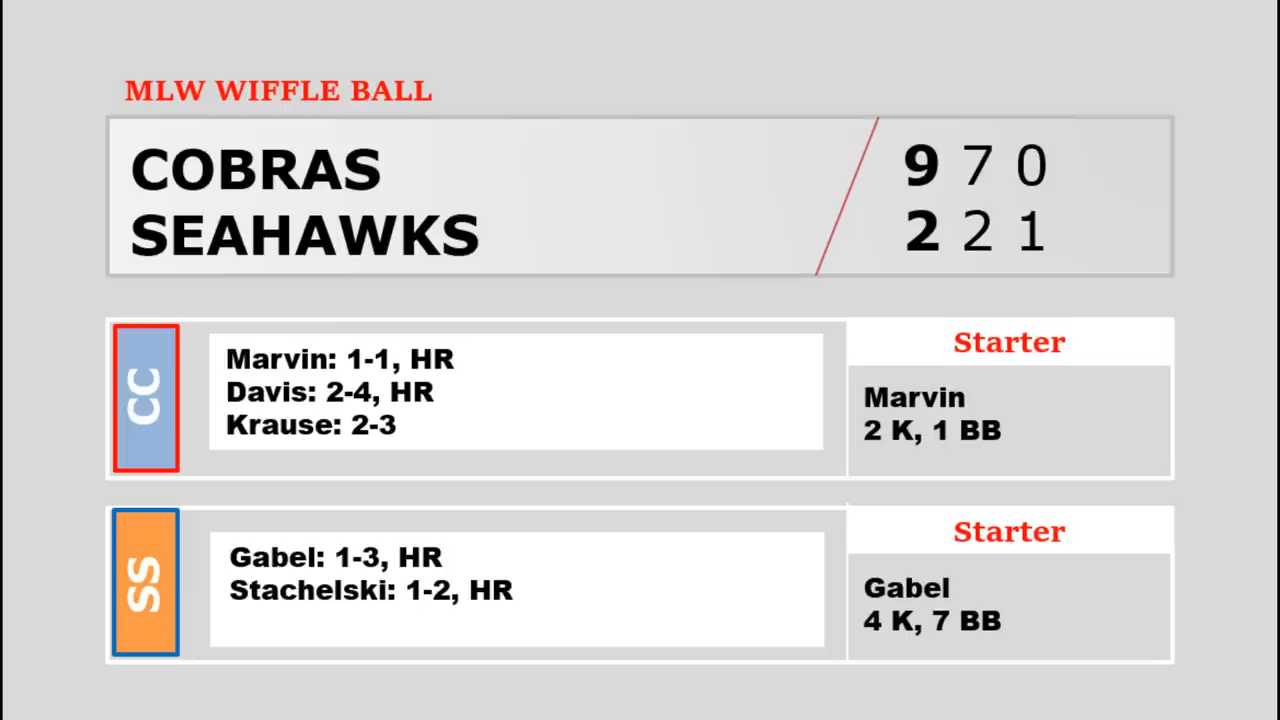 MLW WIFFLE BALL
COBRAS 9 7 0
SEAHAWKS 2 2 1
CC
Marvin: 1-1, HR
Davis: 2-4, HR
Krause: 2-3
Starter
Marvin
2 K, 1 BB
SS
Gabel: 1-3, HR
Stachelski: 1-2, HR
Starter
Gabel
4 K, 7 BB